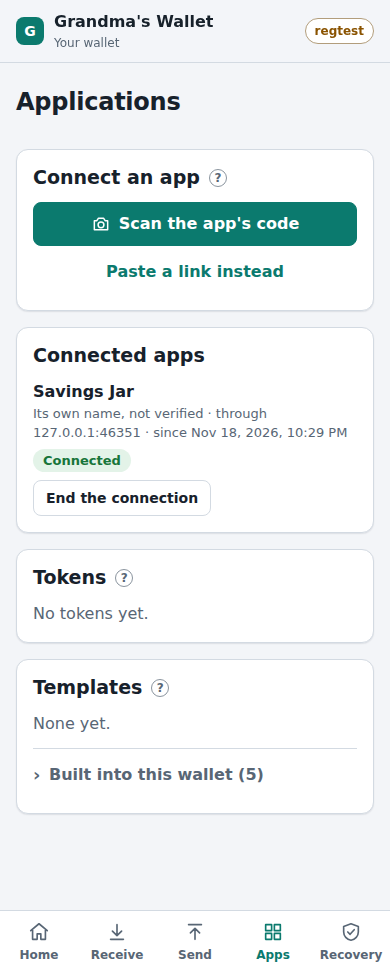 G
Grandma's Wallet
Your wallet
regtest
Applications
Connect an app ?
Scan the app's code
Paste a link instead
Connected apps
Savings Jar
Its own name, not verified · through
127.0.0.1:46351 · since Nov 18, 2026, 10:29 PM
Connected
End the connection
Tokens ?
No tokens yet.
Templates ?
None yet.
› Built into this wallet (5)
Home Receive Send Apps Recovery